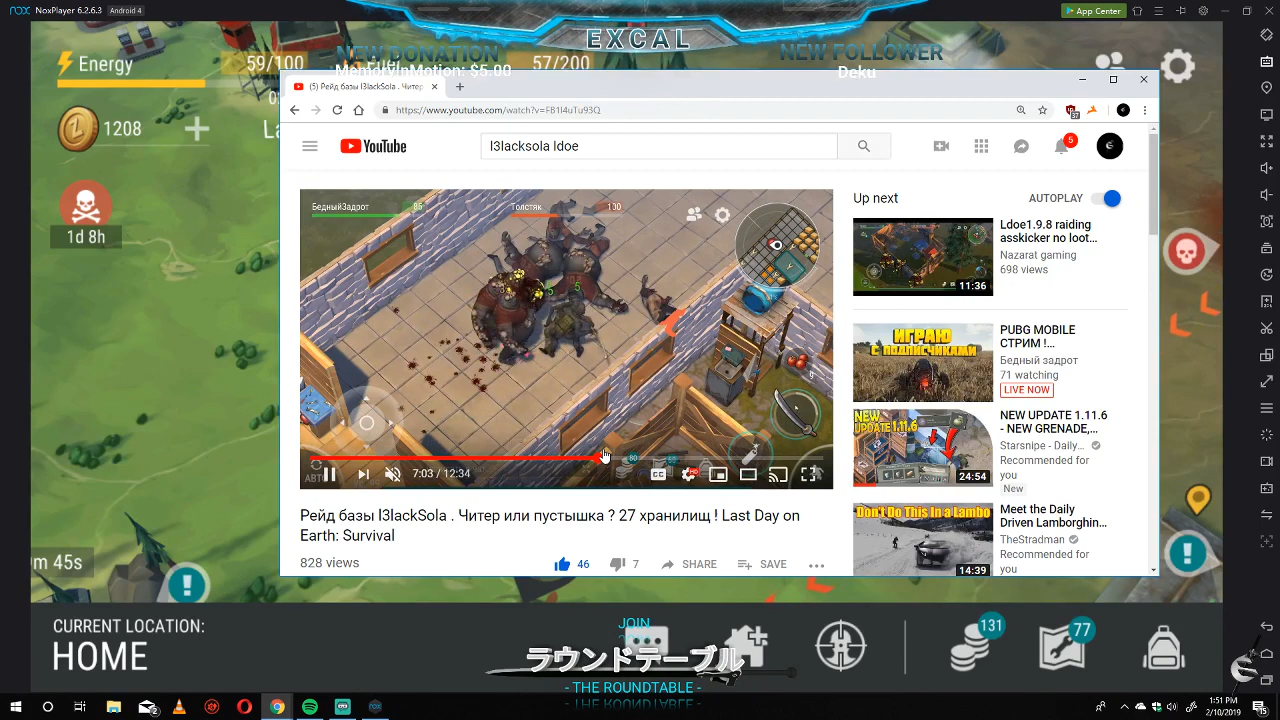 NoxPlayer 6.2.6.3 Android 4
App Center
EXCAL
NEW DONATION
MemoryInMotion: $5.00
NEW FOLLOWER
Deku
Energy
59/100
57/200
1208
1d 8h
(5) Рейд базы I3lackSola . Читер
https://www.youtube.com/watch?v=F81I4uTu93Q
YouTube
l3lacksola ldoe
5
БедныйЗадрот 85
Толстяк 130
7:03 / 12:34
CC
HD
Рейд базы I3lackSola . Читер или пустышка ? 27 хранилищ ! Last Day on
Earth: Survival
828 views
46
7
SHARE
SAVE
Up next
AUTOPLAY
Ldoe1.9.8 raiding
asskicker no loot...
Nazarat gaming
698 views
11:36
ИГРАЮ
С ПОДПИСЧИКАМИ
PUBG MOBILE
СТРИМ !...
Бедный задрот
71 watching
LIVE NOW
NEW
UPDATE 1.11.6
24:54
NEW UPDATE 1.11.6
- NEW GRENADE,...
Starsnipe - Daily...
Recommended for
you
New
Don't Do This In a Lambo
14:39
Meet the Daily
Driven Lamborghin...
TheStradman
Recommended for
you
m 45s
CURRENT LOCATION:
HOME
JOIN
ラウンドテーブル
- THE ROUNDTABLE -
131
77
1:51 PM
2/10/2019